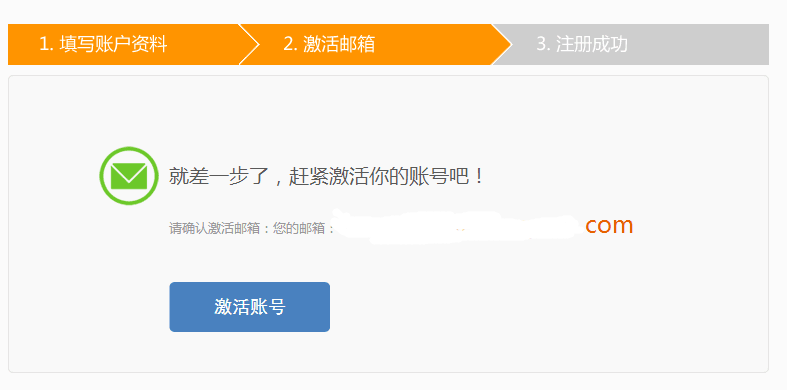 1. 填写账户资料 2. 激活邮箱 3. 注册成功
就差一步了，赶紧激活你的账号吧！
请确认激活邮箱：您的邮箱： com
激活账号